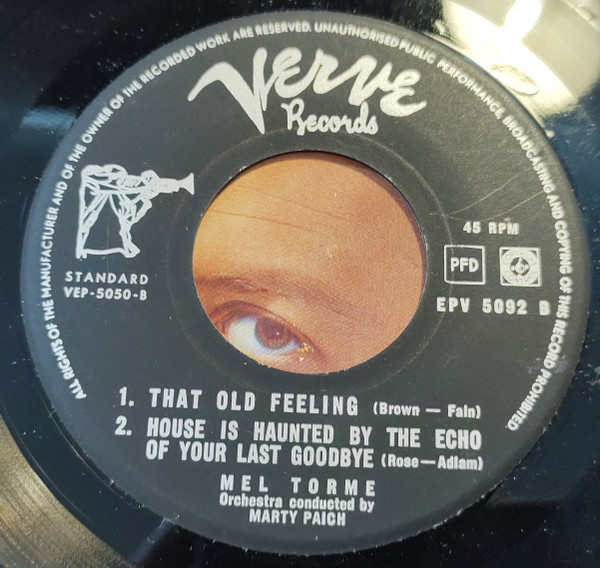 ALL RIGHTS OF THE MANUFACTURER AND OF THE OWNER OF THE RECORDED WORK ARE RESERVED. UNAUTHORISED PUBLIC PERFORMANCE, BROADCASTING AND COPYING OF THIS RECORD PROHIBITED
Verve
Records
45 RPM
PFD
STANDARD
VEP-5050-B
EPV 5092 B
1. THAT OLD FEELING (Brown — Fain)
2. HOUSE IS HAUNTED BY THE ECHO
OF YOUR LAST GOODBYE (Rose—Adlam)
MEL TORME
Orchestra conducted by
MARTY PAICH